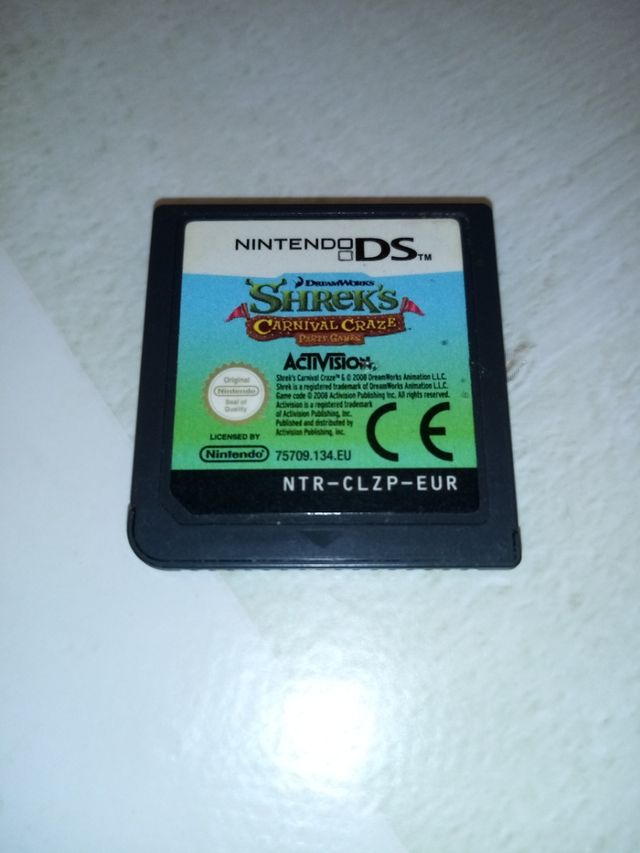 NINTENDO DS™
DREAMWORKS
SHREK'S
CARNIVAL CRAZE™
PARTY GAMES
ACTIVISION®
Shrek's Carnival Craze™ & © 2008 DreamWorks Animation L.L.C.
Shrek is a registered trademark of DreamWorks Animation L.L.C.
Game code © 2008 Activision Publishing Inc. All rights reserved.
Activision is a registered trademark
of Activision Publishing, Inc.
Published and distributed by
Activision Publishing, Inc.
Original
Nintendo
Seal of
Quality
CE
LICENSED BY
Nintendo® 75709.134.EU
NTR-CLZP-EUR